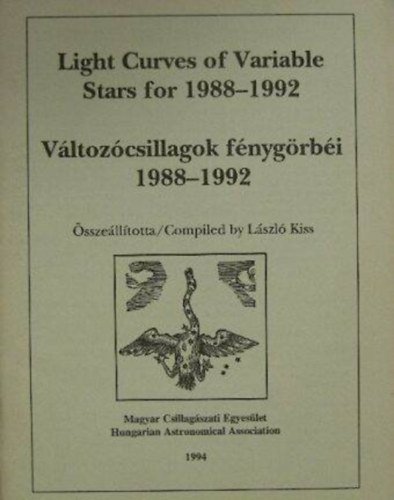 Light Curves of Variable
Stars for 1988–1992
Változócsillagok fénygörbéi
1988–1992
Összeállította/Compiled by László Kiss
Magyar Csillagászati Egyesület
Hungarian Astronomical Association
1994